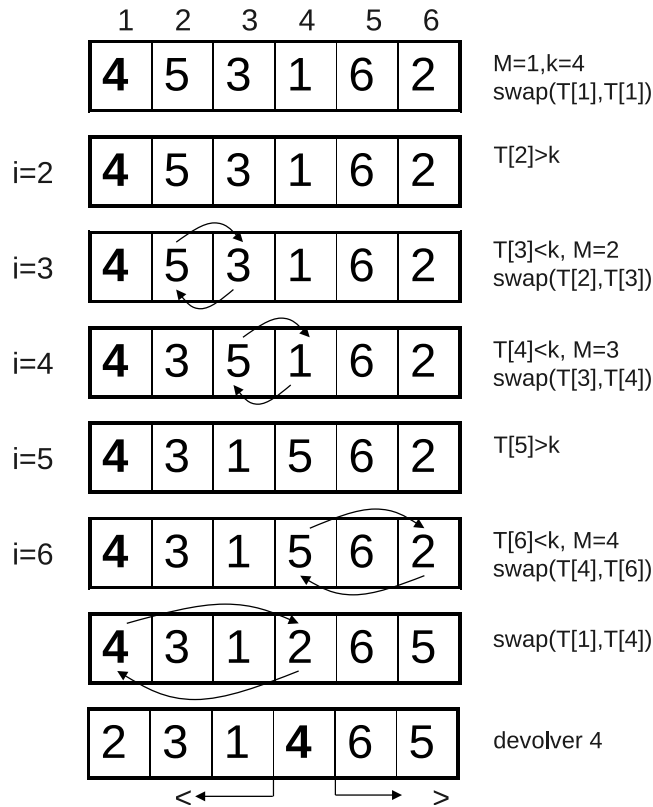 1 2 3 4 5 6
4 5 3 1 6 2 M=1,k=4
swap(T[1],T[1])
i=2 4 5 3 1 6 2 T[2]>k
i=3 4 5 3 1 6 2 T[3]<k, M=2
swap(T[2],T[3])
i=4 4 3 5 1 6 2 T[4]<k, M=3
swap(T[3],T[4])
i=5 4 3 1 5 6 2 T[5]>k
i=6 4 3 1 5 6 2 T[6]<k, M=4
swap(T[4],T[6])
4 3 1 2 6 5 swap(T[1],T[4])
2 3 1 4 6 5 devolver 4
< >